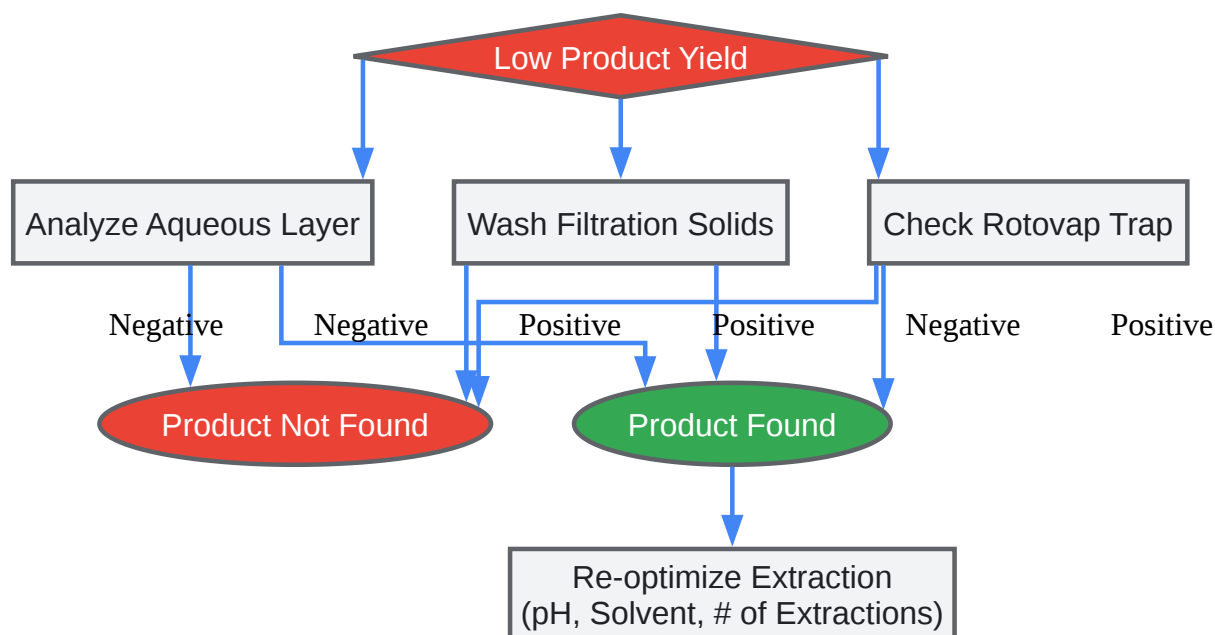 Low Product Yield
Analyze Aqueous Layer
Wash Filtration Solids
Check Rotovap Trap
Negative
Negative
Positive
Positive
Negative
Positive
Product Not Found
Product Found
Re-optimize Extraction
(pH, Solvent, # of Extractions)